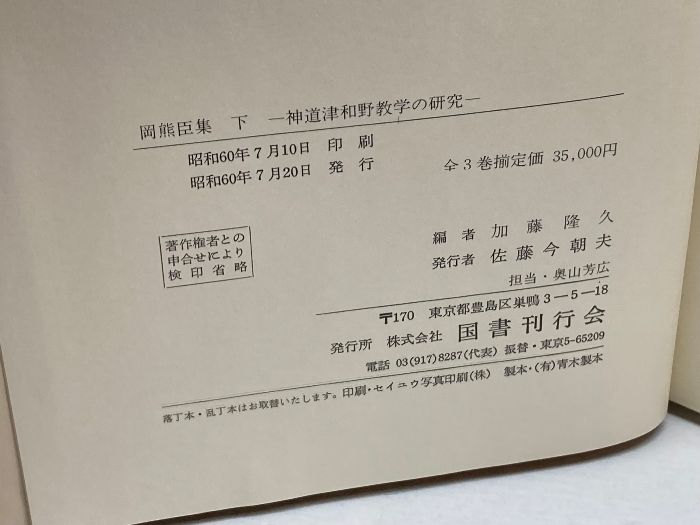 岡熊臣集 下 ―神道津和野教学の研究―
昭和60年7月10日 印刷
昭和60年7月20日 発行
全3巻揃定価 35,000円
著作権者との
申合せにより
検印省略
編者 加藤隆久
発行者 佐藤今朝夫
担当・奥山芳広
〒170 東京都豊島区巣鴨3―5―18
発行所 株式会社 国書刊行会
電話 03(917)8287(代表) 振替・東京5-65209
落丁本・乱丁本はお取替いたします。印刷・セイユウ写真印刷(株) 製本・(有)青木製本